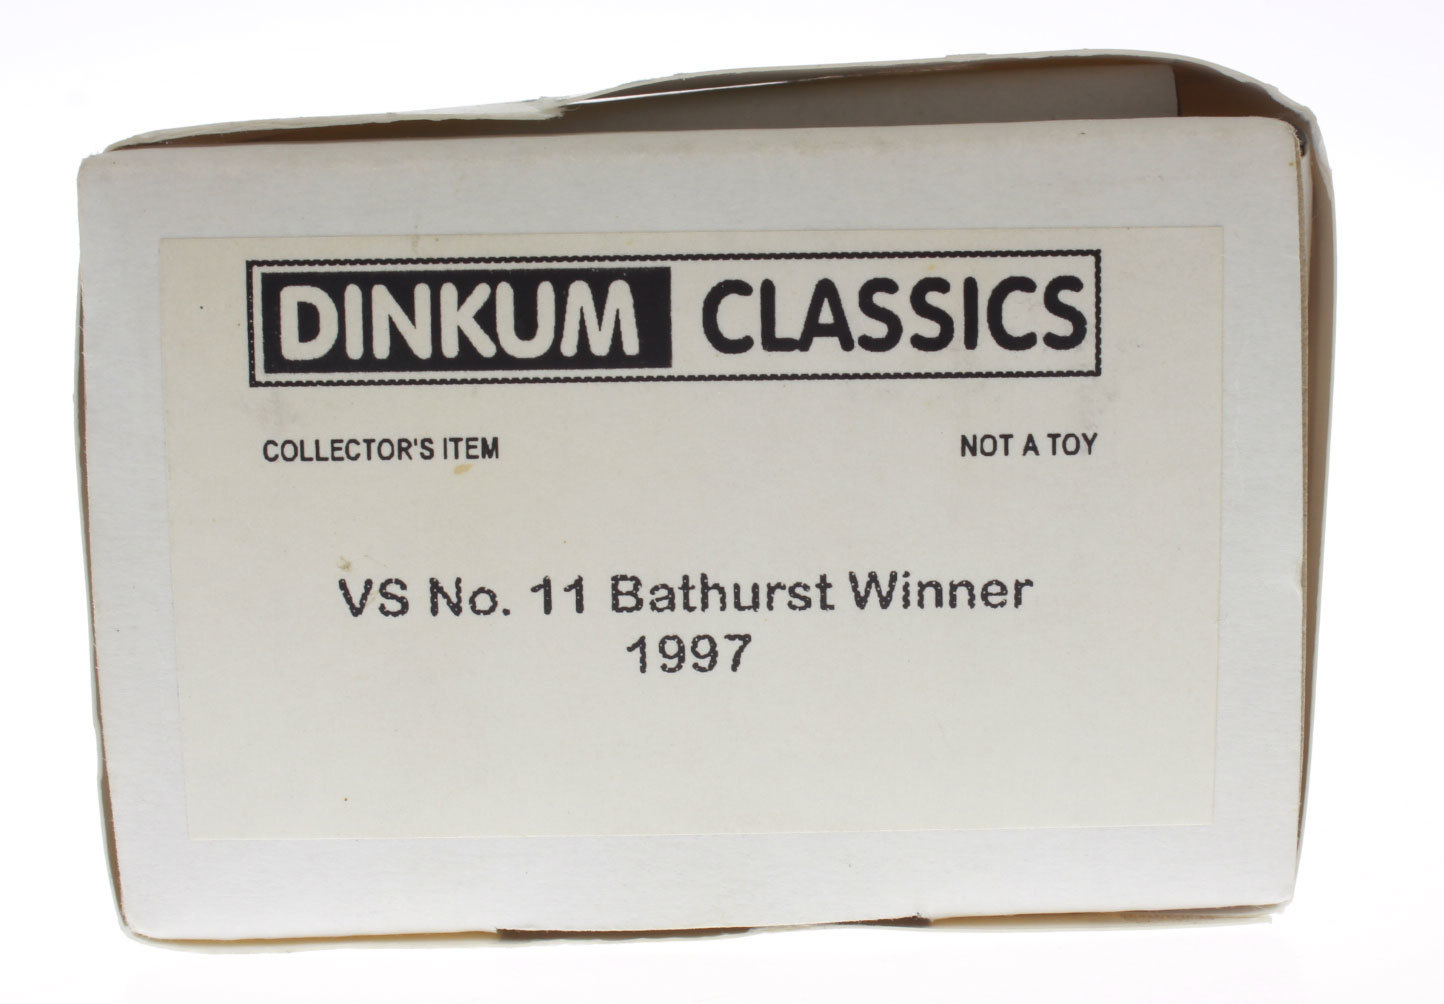 DINKUM CLASSICS
COLLECTOR'S ITEM NOT A TOY
VS No. 11 Bathurst Winner
1997